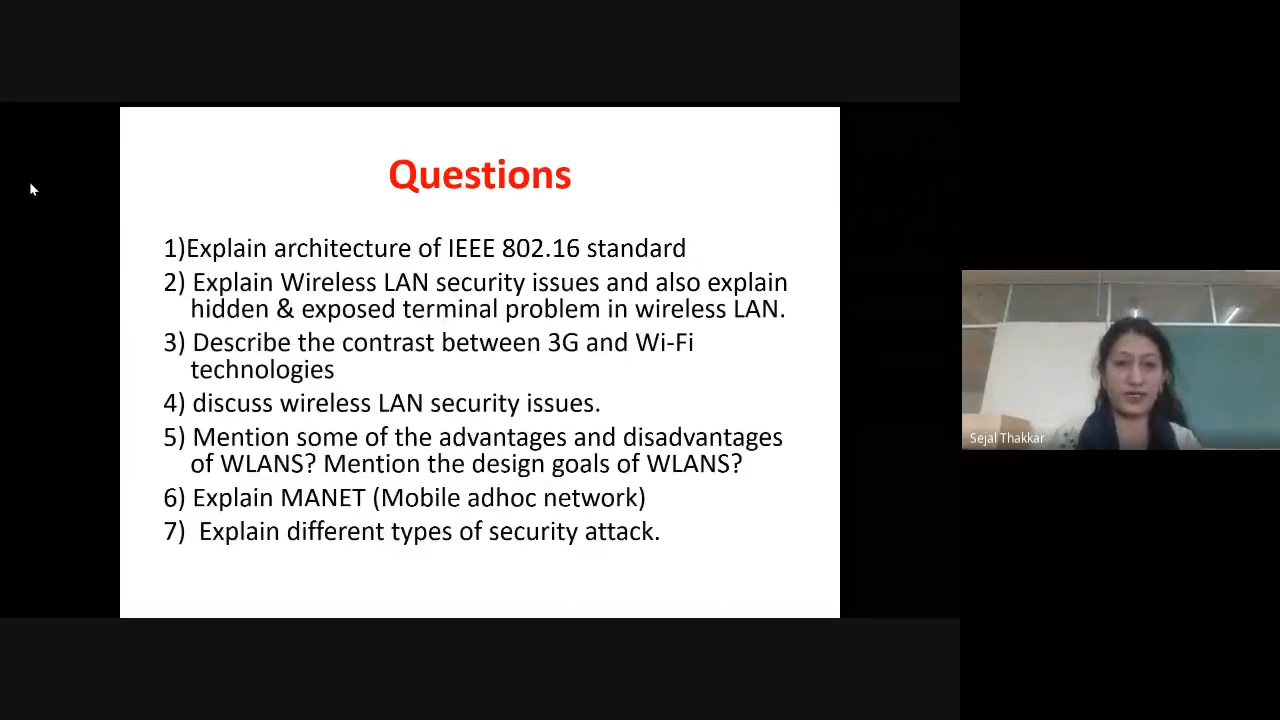 Questions
1)Explain architecture of IEEE 802.16 standard
2) Explain Wireless LAN security issues and also explain
hidden & exposed terminal problem in wireless LAN.
3) Describe the contrast between 3G and Wi-Fi
technologies
4) discuss wireless LAN security issues.
5) Mention some of the advantages and disadvantages
of WLANS? Mention the design goals of WLANS?
6) Explain MANET (Mobile adhoc network)
7)  Explain different types of security attack.
Sejal Thakkar